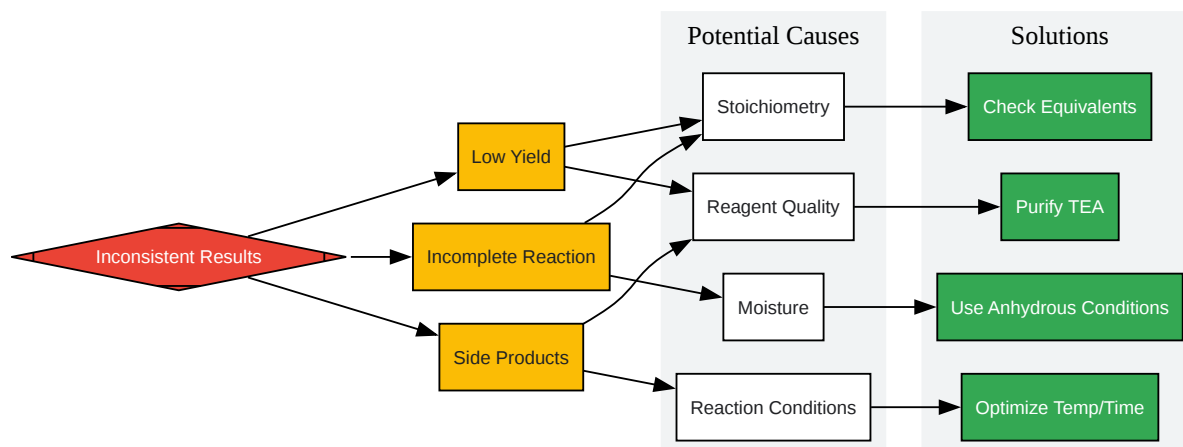 Potential Causes
Solutions
Stoichiometry
Check Equivalents
Low Yield
Reagent Quality
Purify TEA
Inconsistent Results
Incomplete Reaction
Moisture
Use Anhydrous Conditions
Side Products
Reaction Conditions
Optimize Temp/Time